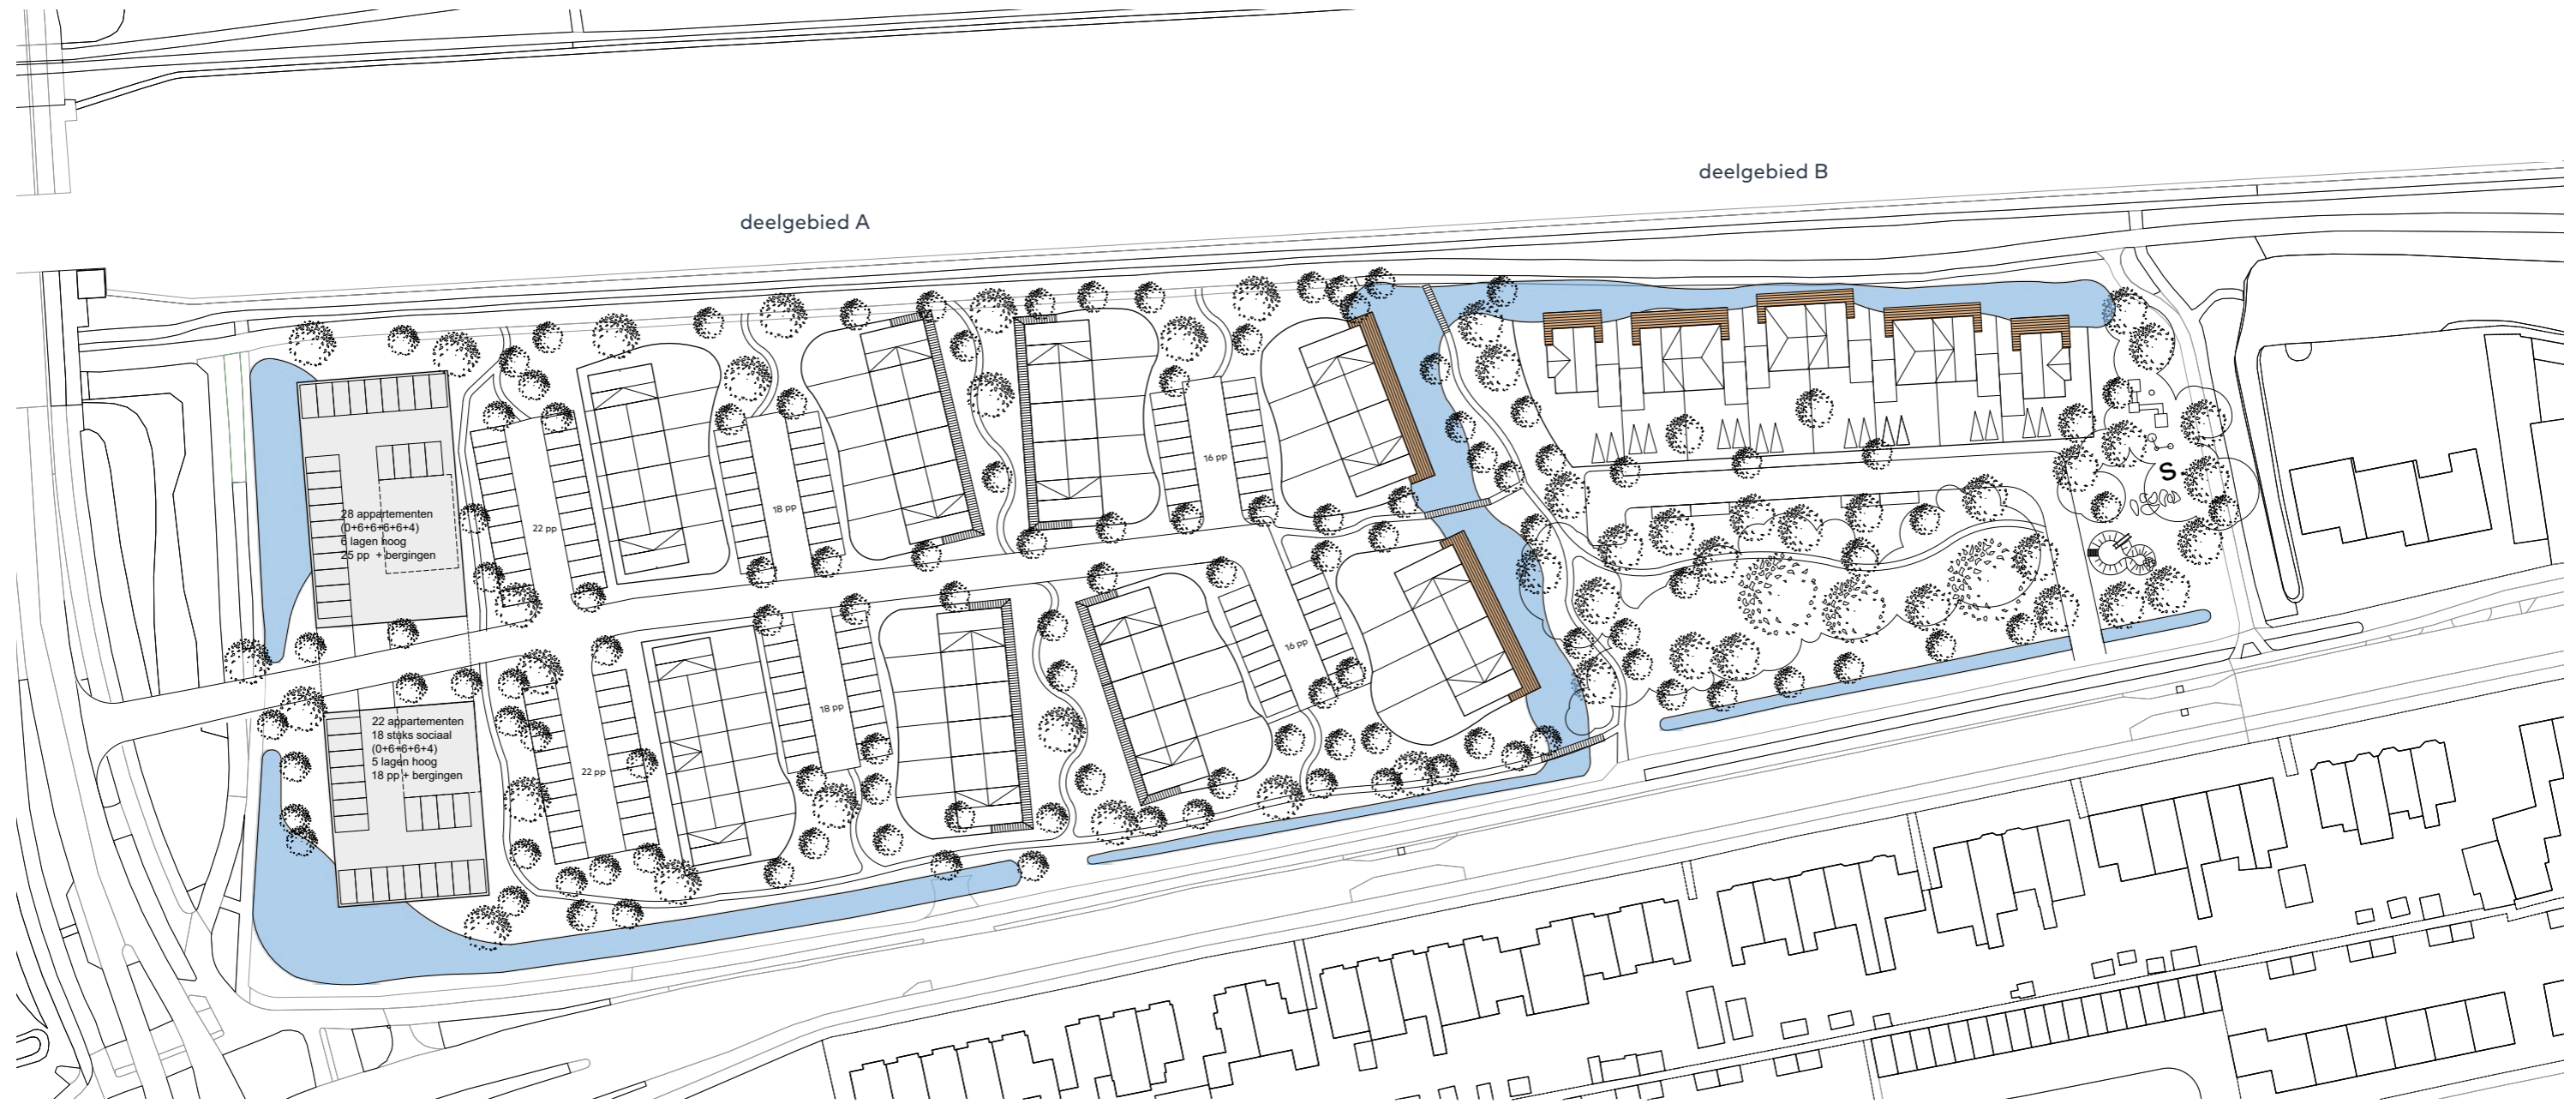 deelgebied B
deelgebied A
16 pp
18 pp
22 pp
28 appartementen
(0+6+6+6+6+4)
6 lagen hoog
25 pp + bergingen
S.
16 pp
18 pp
22 pp
22 appartementen
18 stuks sociaal
(0+6+6+6+4)
5 lagen hoog
18 pp + bergingen